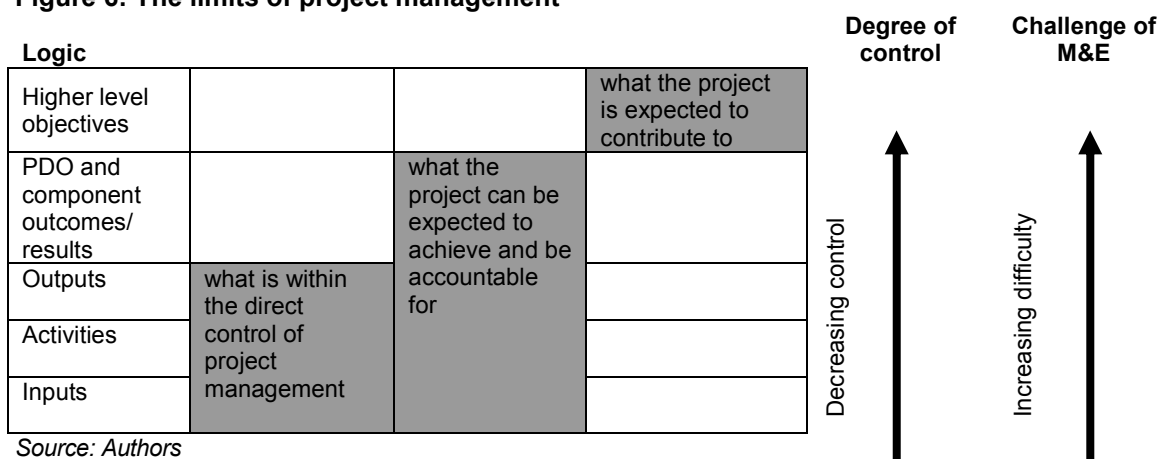 Figure 6: The limits of project management
Degree of
control
Challenge of
M&E
Logic
Higher level
objectives
what the project
is expected to
contribute to
PDO and
component
outcomes/
results
what the
project can be
expected to
achieve and be
accountable
for
Outputs
what is within
the direct
control of
project
management
Activities
Inputs
Decreasing control
Increasing difficulty
Source: Authors